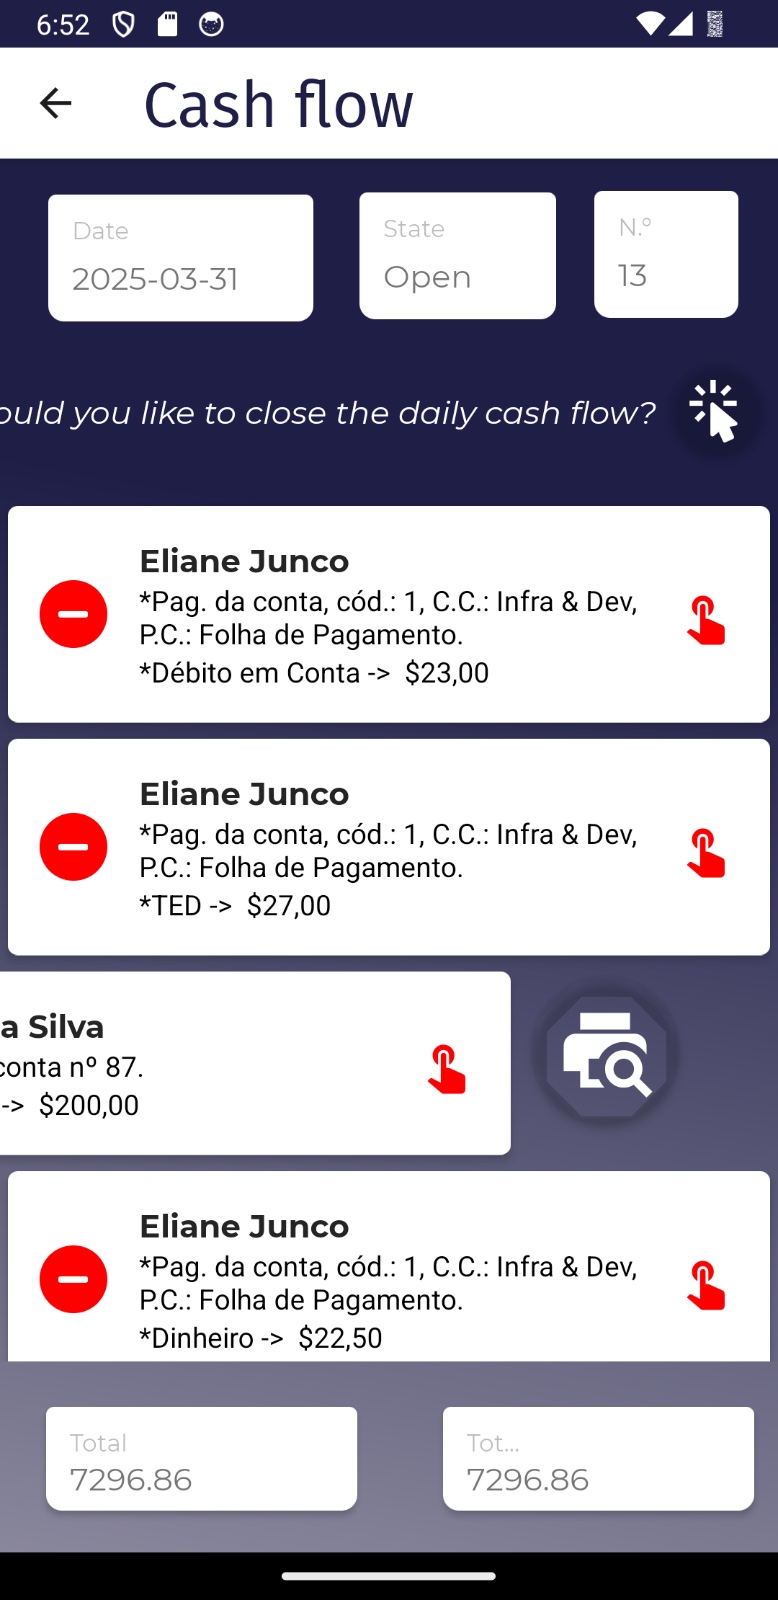 6:52
Cash flow
Date
2025-03-31
State
Open
N.º
13
ould you like to close the daily cash flow?
Eliane Junco
*Pag. da conta, cód.: 1, C.C.: Infra & Dev,
P.C.: Folha de Pagamento.
*Débito em Conta -> $23,00
Eliane Junco
*Pag. da conta, cód.: 1, C.C.: Infra & Dev,
P.C.: Folha de Pagamento.
*TED -> $27,00
a Silva
conta nº 87.
-> $200,00
Eliane Junco
*Pag. da conta, cód.: 1, C.C.: Infra & Dev,
P.C.: Folha de Pagamento.
*Dinheiro -> $22,50
Total
7296.86
Tot...
7296.86